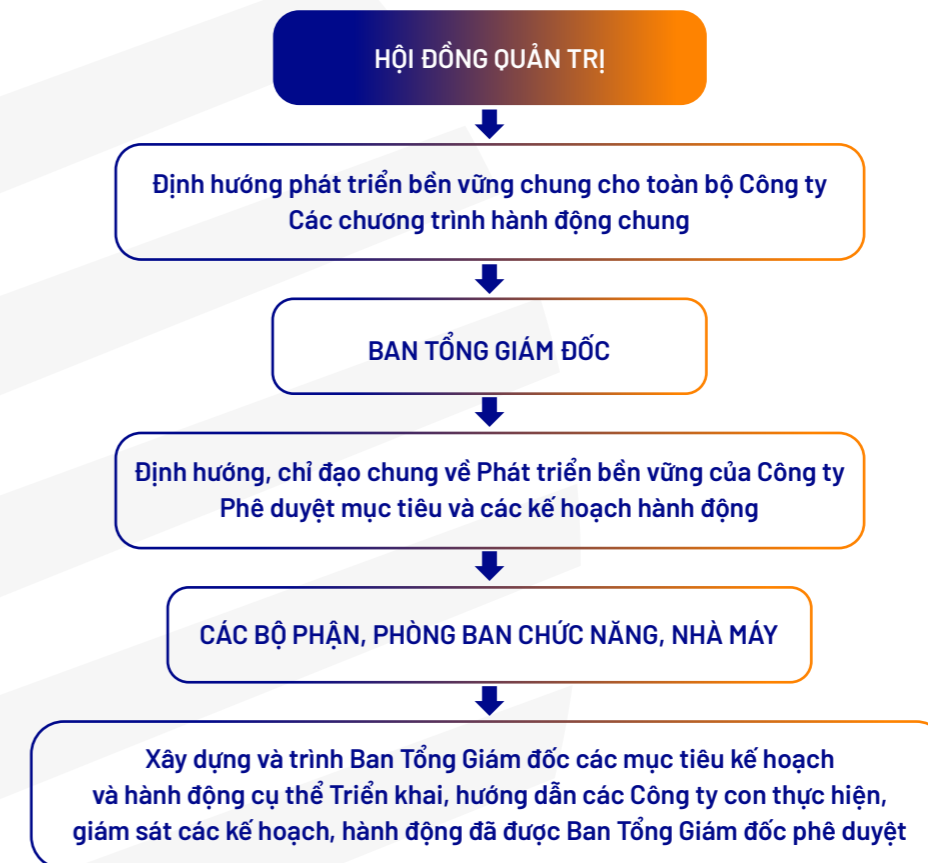 HỘI ĐỒNG QUẢN TRỊ
Định hướng phát triển bền vững chung cho toàn bộ Công ty
Các chương trình hành động chung
BAN TỔNG GIÁM ĐỐC
Định hướng, chỉ đạo chung về Phát triển bền vững của Công ty
Phê duyệt mục tiêu và các kế hoạch hành động
CÁC BỘ PHẬN, PHÒNG BAN CHỨC NĂNG, NHÀ MÁY
Xây dựng và trình Ban Tổng Giám đốc các mục tiêu kế hoạch
và hành động cụ thể Triển khai, hướng dẫn các Công ty con thực hiện,
giám sát các kế hoạch, hành động đã được Ban Tổng Giám đốc phê duyệt